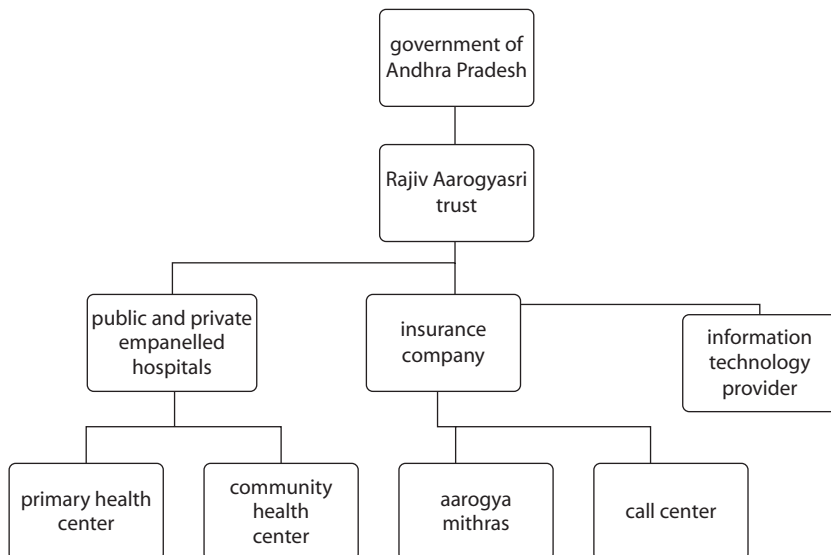 government of
Andhra Pradesh
Rajiv Aarogyasri
trust
public and private
empanelled
hospitals
insurance
company
information
technology
provider
primary health
center
community
health
center
aarogya
mithras
call center